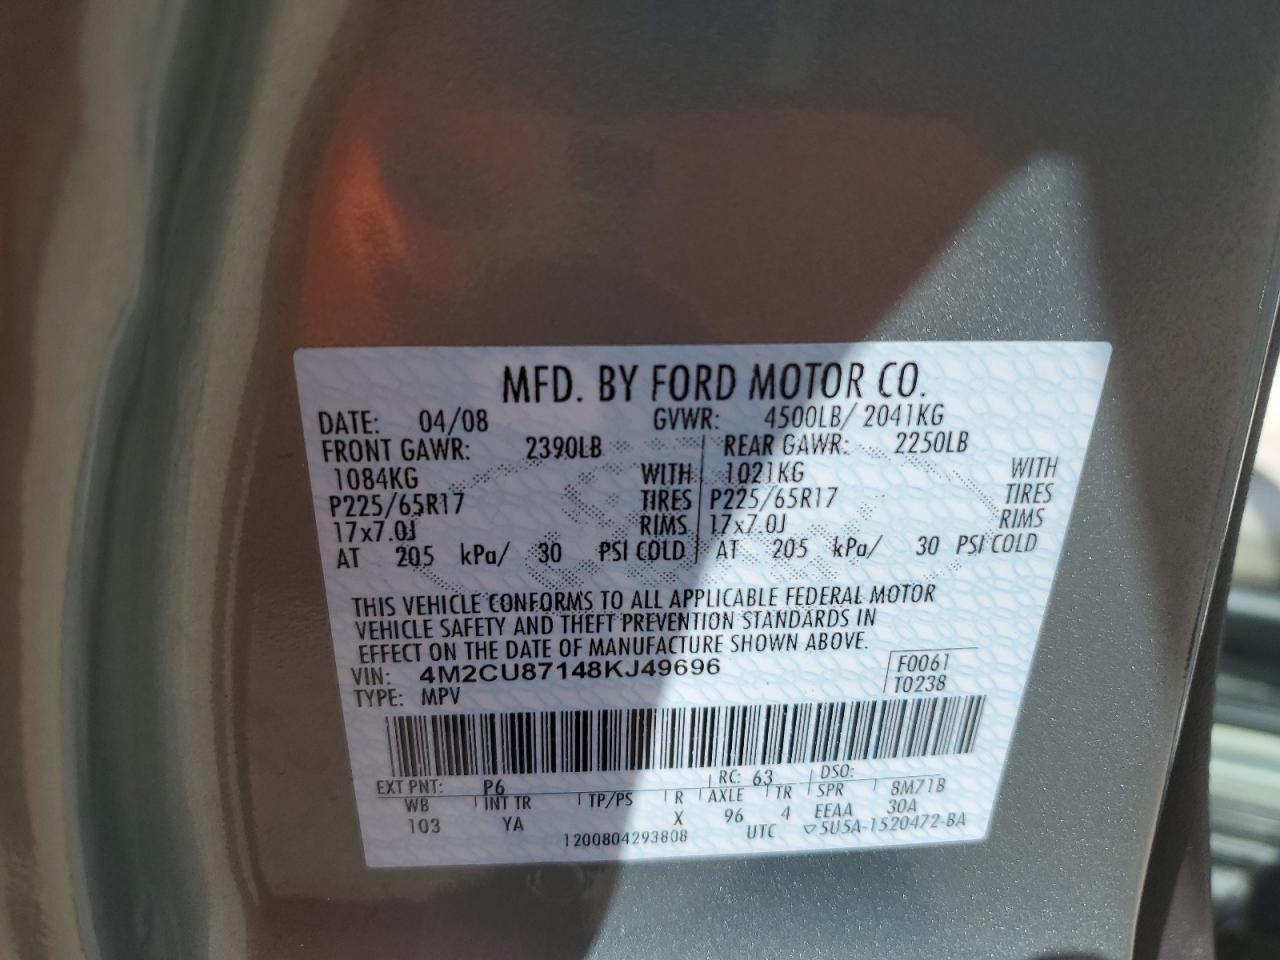 MFD. BY FORD MOTOR CO.
DATE: 04/08 GVWR: 4500LB/ 2041KG
FRONT GAWR: 2390LB REAR GAWR: 2250LB
1084KG WITH 1021KG WITH
P225/65R17 TIRES P225/65R17 TIRES
17x7.0J RIMS 17x7.0J RIMS
AT 205 kPa/ 30 PSI COLD AT 205 kPa/ 30 PSI COLD
THIS VEHICLE CONFORMS TO ALL APPLICABLE FEDERAL MOTOR
VEHICLE SAFETY AND THEFT PREVENTION STANDARDS IN
EFFECT ON THE DATE OF MANUFACTURE SHOWN ABOVE.
VIN: 4M2CU87148KJ49696 F0061
TYPE: MPV T0238
EXT PNT: P6 RC: 63 DSO:
WB INT TR TP/PS R AXLE TR SPR 8M71B
103 YA X 96 4 EEAA 30A
1200804293808 UTC ▽5U5A-1520472-BA